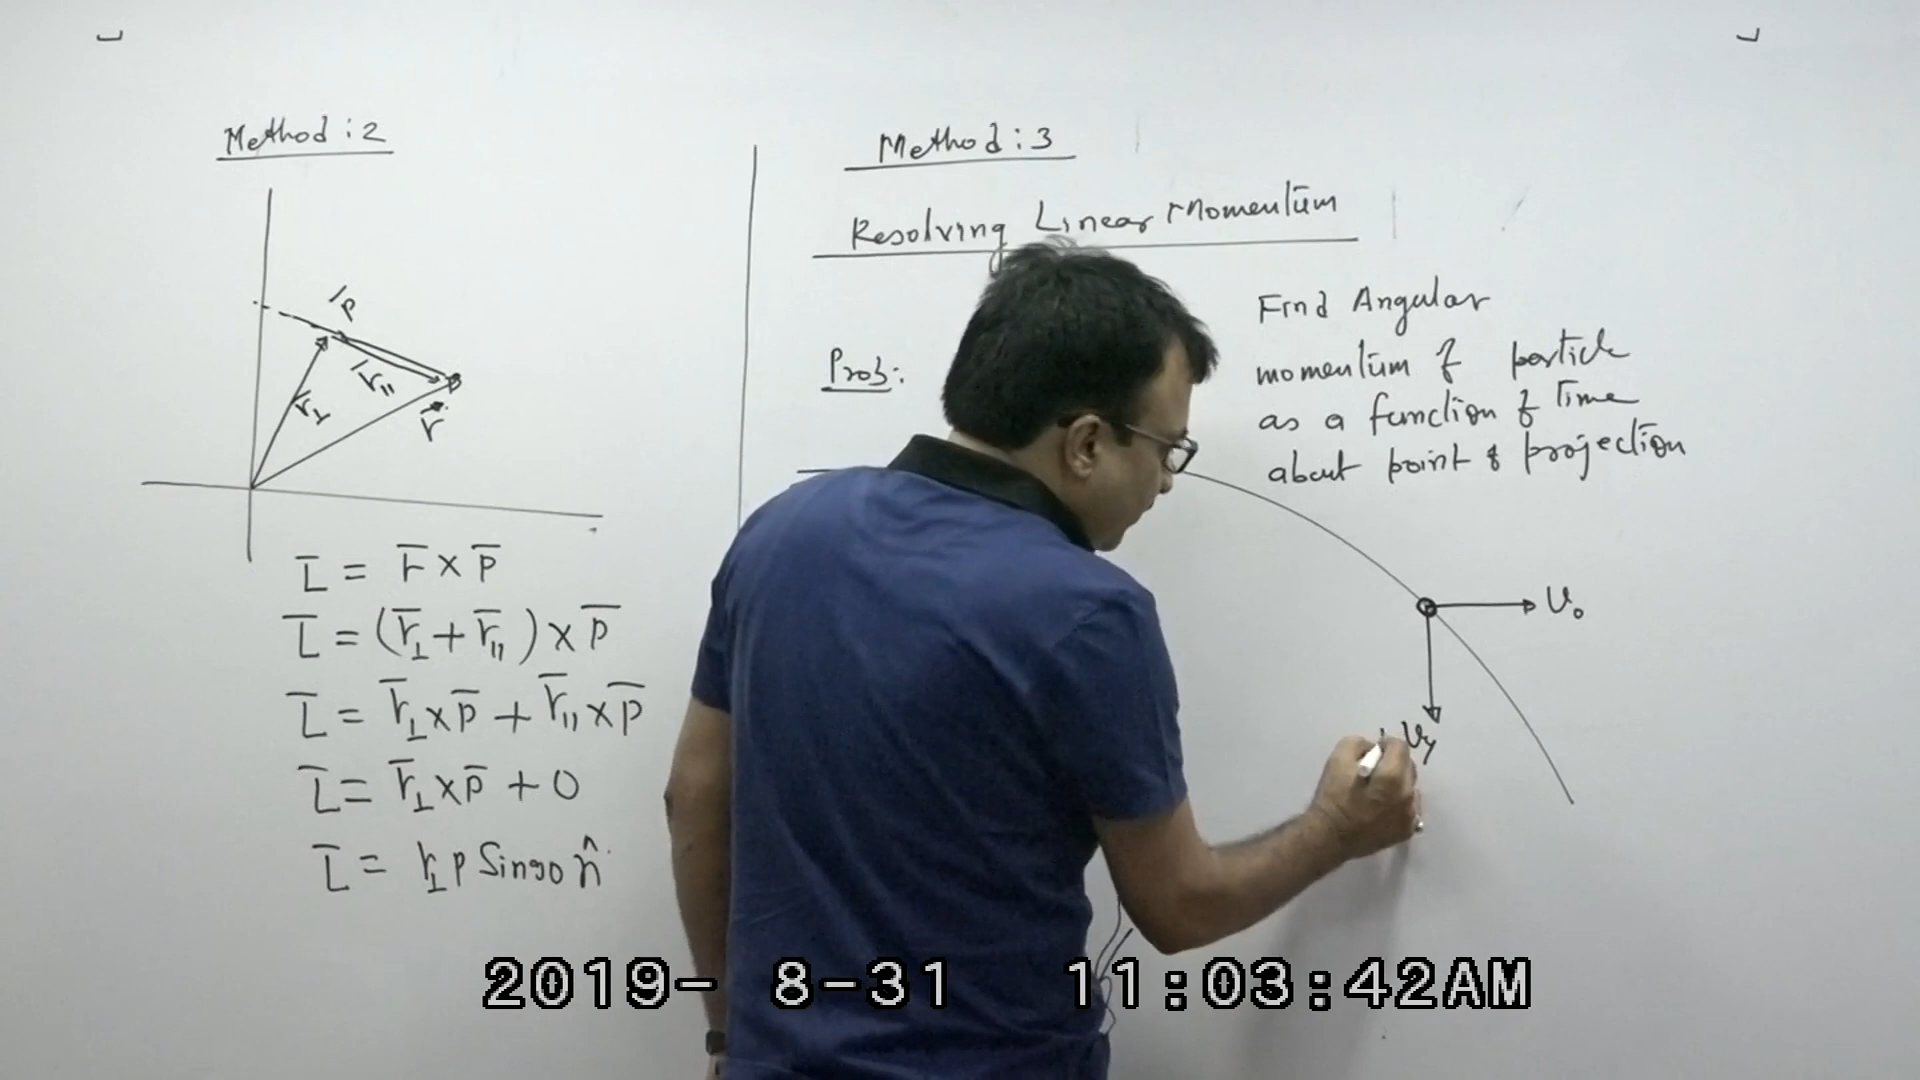 Method : 2
P̄
r̄⊥
r̄॥
r⃗
L̄ = r̄ × p̄
L̄ = (r̄⊥ + r̄॥) × p̄
L̄ = r̄⊥ × p̄ + r̄॥ × p̄
L̄ = r̄⊥ × p̄ + 0
L̄ = r⊥ p Sin90 n̂
Method : 3
Resolving Linear Momentum
Prob:
Find Angular
momentum of particle
as a function of Time
about point of projection
v₀
vy
2019- 8-31 11:03:42AM